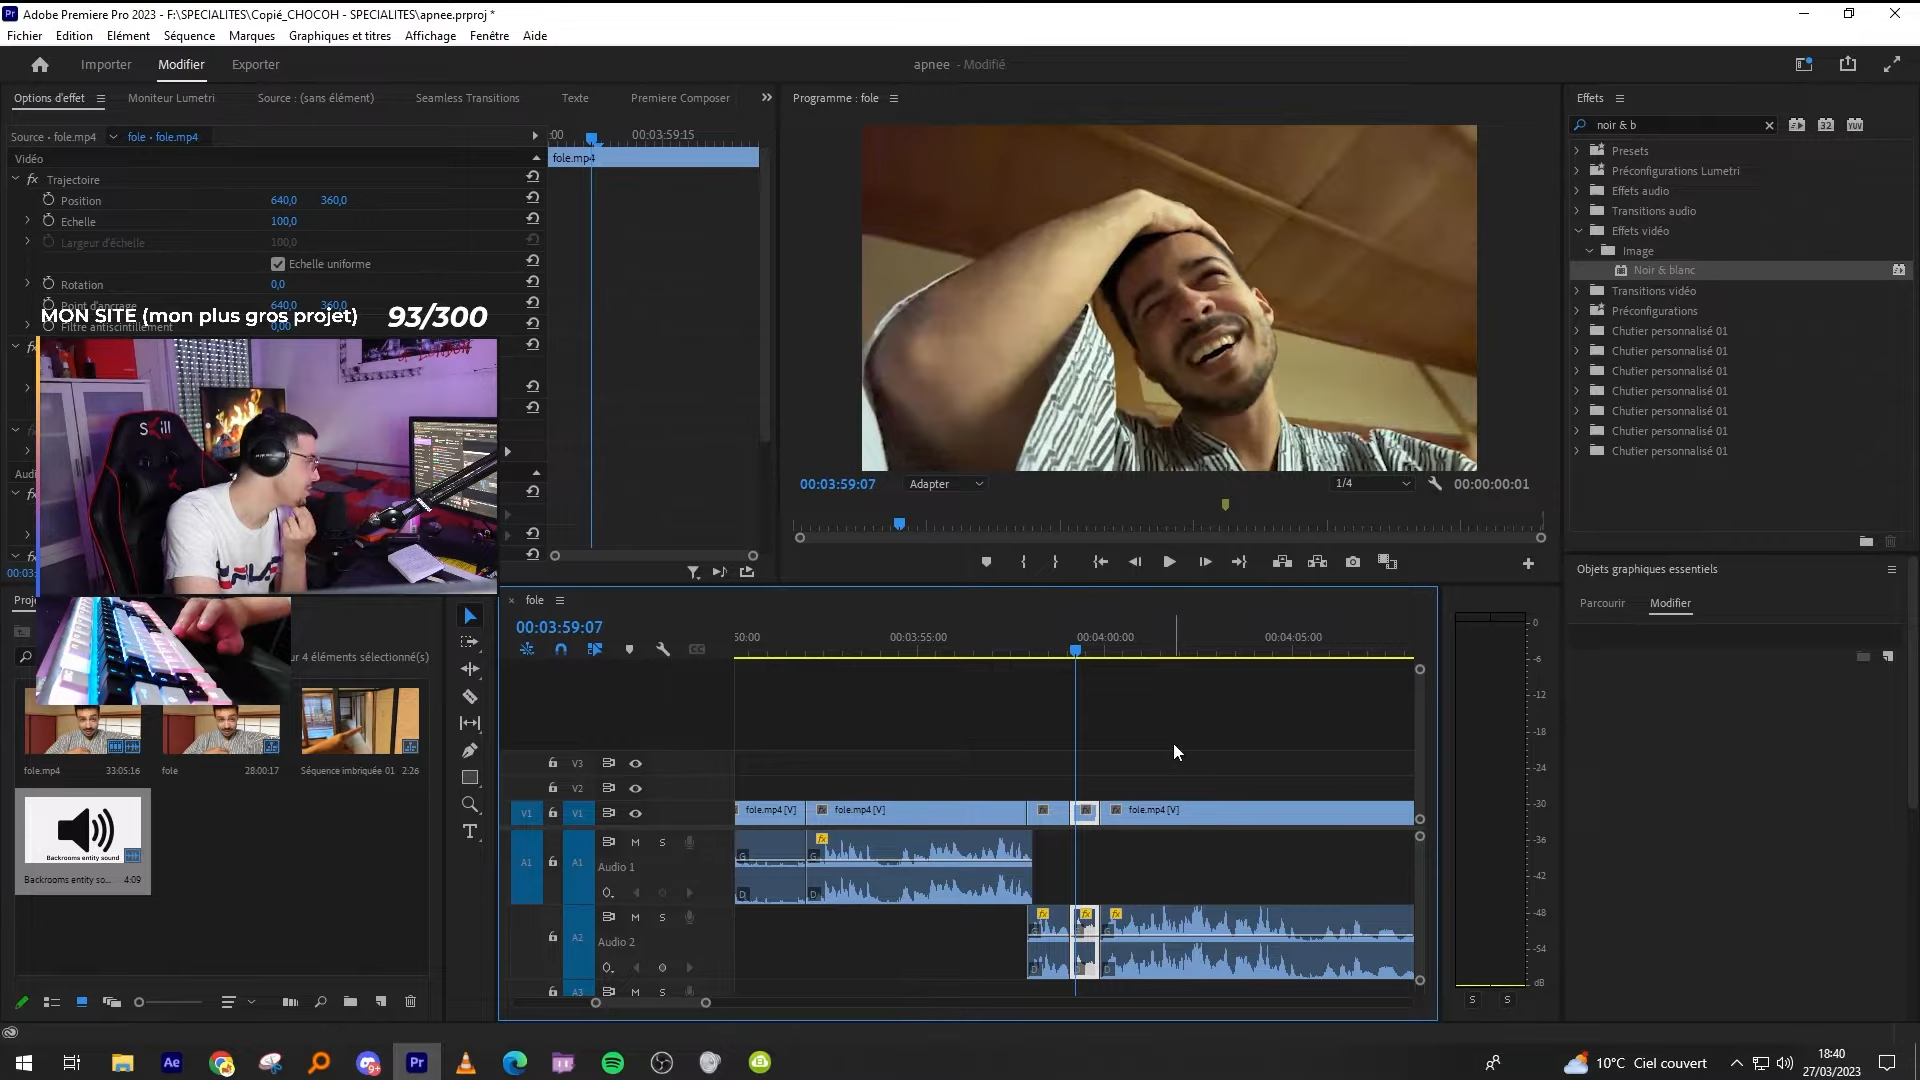 Adobe Premiere Pro 2023 - F:\SPECIALITES\Copié_CHOCOH - SPECIALITES\apnee.prproj *
Fichier Edition Elément Séquence Marques Graphiques et titres Affichage Fenêtre Aide
Importer Modifier Exporter
apnee - Modifié
Options d'effet Moniteur Lumetri Source : (sans élément) Seamless Transitions Texte Premiere Composer
Source • fole.mp4 fole • fole.mp4
:00 00:03:59:15
Vidéo
fole.mp4
Trajectoire
Position 640,0 360,0
Echelle 100,0
Largeur d'échelle 100,0
Echelle uniforme
Rotation 0,0
Point d'ancrage 640,0 360,0
Filtre antiscintillement 0,00
MON SITE (mon plus gros projet) 93/300
Audi
00:03:
Programme : fole
00:03:59:07 Adapter 1/4 00:00:00:01
Effets
noir & b
32 YUV
Presets
Préconfigurations Lumetri
Effets audio
Transitions audio
Effets vidéo
Image
Noir & blanc
Transitions vidéo
Préconfigurations
Chutier personnalisé 01
Chutier personnalisé 01
Chutier personnalisé 01
Chutier personnalisé 01
Chutier personnalisé 01
Chutier personnalisé 01
Chutier personnalisé 01
Objets graphiques essentiels
Parcourir Modifier
Proje
ur 4 éléments sélectionné(s)
fole.mp4 33:05:16
fole 28:00:17
Séquence imbriquée 01 2:26
Backrooms entity sound
Backrooms entity so... 4:09
fole
00:03:59:07
:50:00 00:03:55:00 00:04:00:00 00:04:05:00
V3
V2
V1 V1
fole.mp4 [V] fole.mp4 [V] fole.mp4 [V]
A1 A1 M S
Audio 1
A2 M S
Audio 2
A3 M S
0
-6
-12
-18
-24
-30
-36
-42
-48
-54
dB
S S
10°C Ciel couvert
18:40
27/03/2023